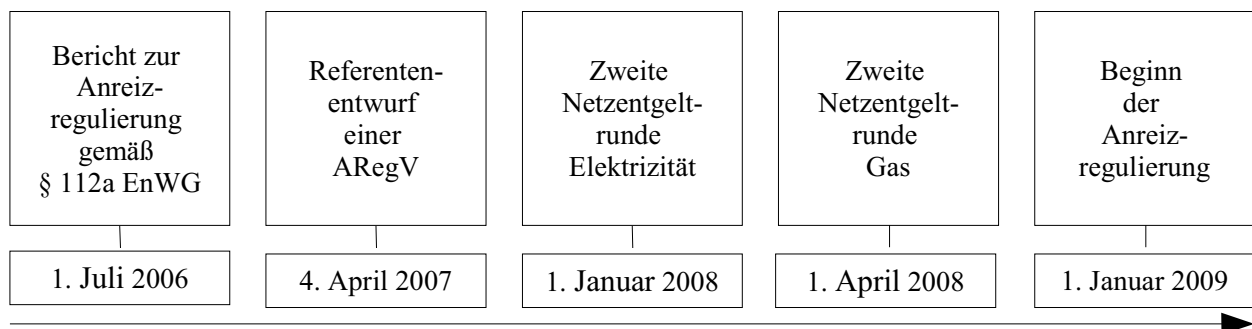 Bericht zur
Anreiz-
regulierung
gemäß
§ 112a EnWG
1. Juli 2006
Referenten-
entwurf
einer
ARegV
4. April 2007
Zweite
Netzentgelt-
runde
Elektrizität
1. Januar 2008
Zweite
Netzentgelt-
runde
Gas
1. April 2008
Beginn
der
Anreiz-
regulierung
1. Januar 2009